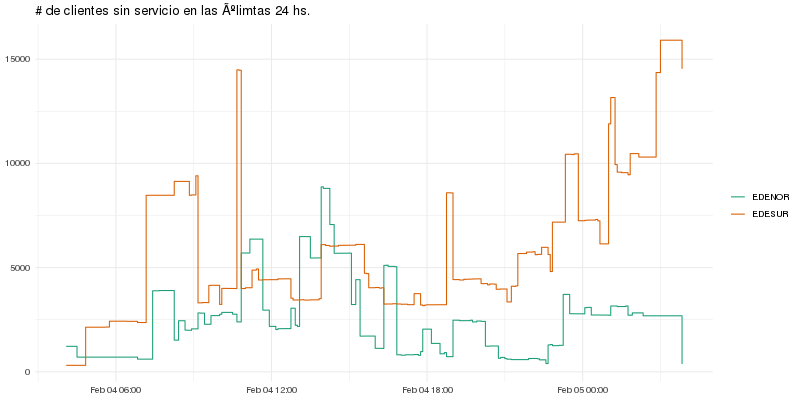 # de clientes sin servicio en las Ãºlimtas 24 hs.
15000
10000
5000
0
Feb 04 06:00
Feb 04 12:00
Feb 04 18:00
Feb 05 00:00
EDENOR
EDESUR